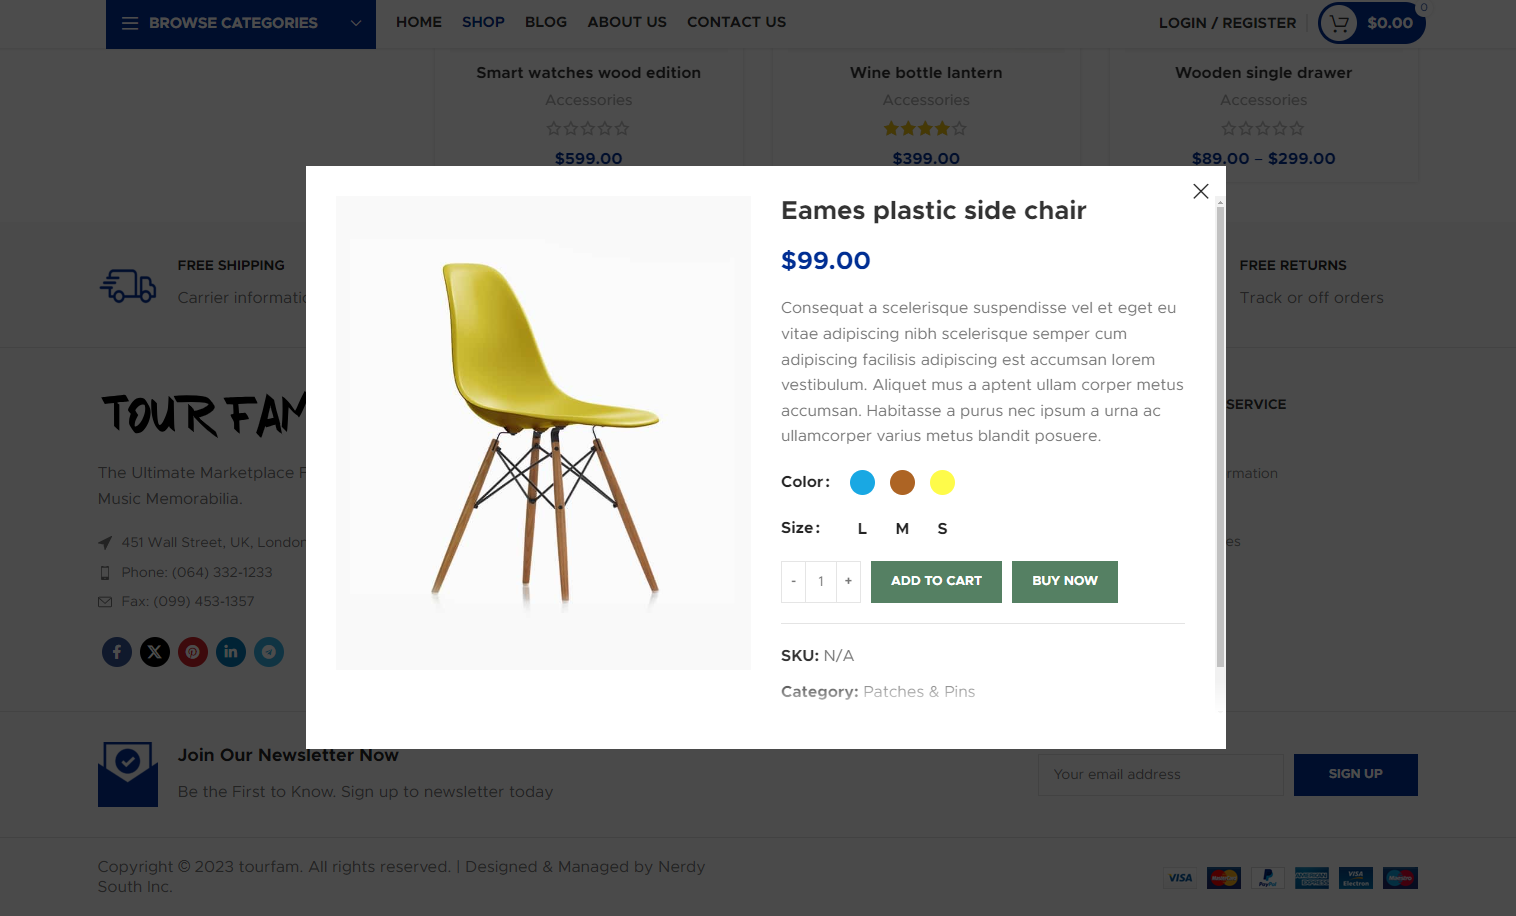 BROWSE CATEGORIES
HOME SHOP BLOG ABOUT US CONTACT US
LOGIN / REGISTER
0
$0.00
Smart watches wood edition
Accessories
$599.00
Wine bottle lantern
Accessories
$399.00
Wooden single drawer
Accessories
$89.00 – $299.00
Eames plastic side chair
$99.00
Consequat a scelerisque suspendisse vel et eget eu
vitae adipiscing nibh scelerisque semper cum
adipiscing facilisis adipiscing est accumsan lorem
vestibulum. Aliquet mus a aptent ullam corper metus
accumsan. Habitasse a purus nec ipsum a urna ac
ullamcorper varius metus blandit posuere.
Color:
Size: L M S
- 1 + ADD TO CART BUY NOW
SKU: N/A
Category: Patches & Pins
FREE SHIPPING
Carrier informatic
FREE RETURNS
Track or off orders
TOUR FAM
The Ultimate Marketplace F
Music Memorabilia.
451 Wall Street, UK, London
Phone: (064) 332-1233
Fax: (099) 453-1357
SERVICE
rmation
es
Join Our Newsletter Now
Be the First to Know. Sign up to newsletter today
Your email address
SIGN UP
Copyright © 2023 tourfam. All rights reserved. | Designed & Managed by Nerdy
South Inc.
VISA MasterCard PayPal AMERICAN EXPRESS VISA Electron Maestro